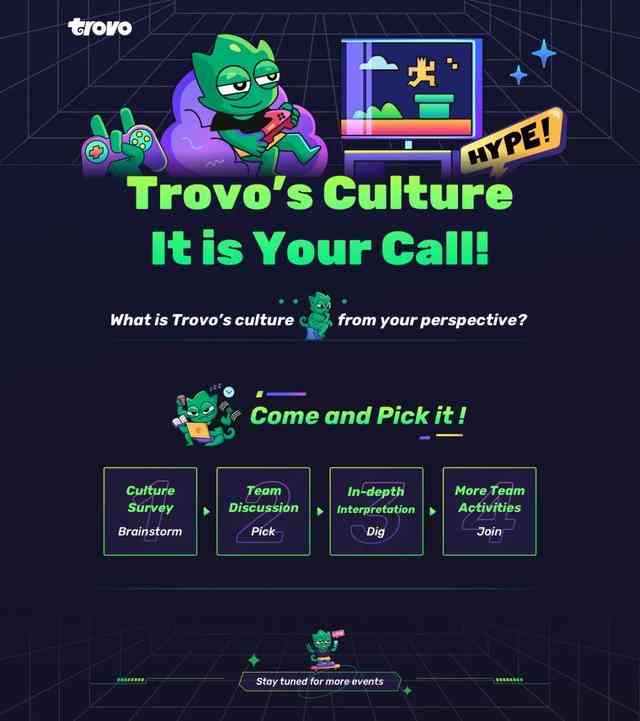 trovo
HYPE!
Trovo's Culture
It is Your Call!
What is Trovo's culture from your perspective?
Come and Pick it !
1
Culture
Survey
Brainstorm
2
Team
Discussion
Pick
3
In-depth
Interpretation
Dig
4
More Team
Activities
Join
Stay tuned for more events